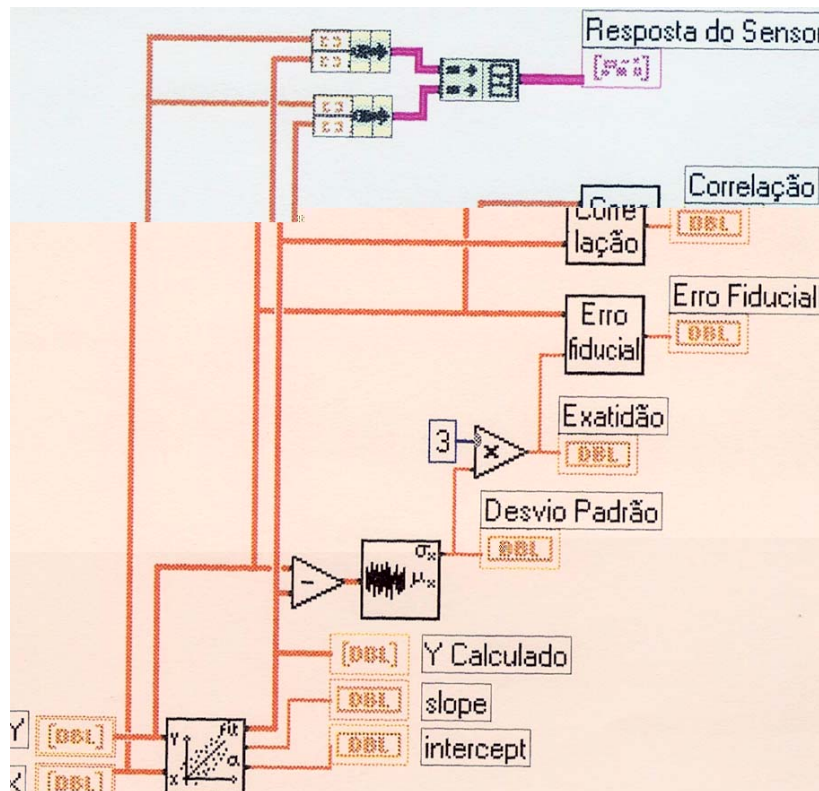 Resposta do Sensor
Correlação
Corre
lação
DBL
Erro Fiducial
Erro
fiducial
DBL
Exatidão
3
x
DBL
Desvio Padrão
σx
μx
DBL
-
[DBL]
Y Calculado
DBL
slope
Y
[DBL]
Y
fit
DBL
intercept
X
[DBL]
X